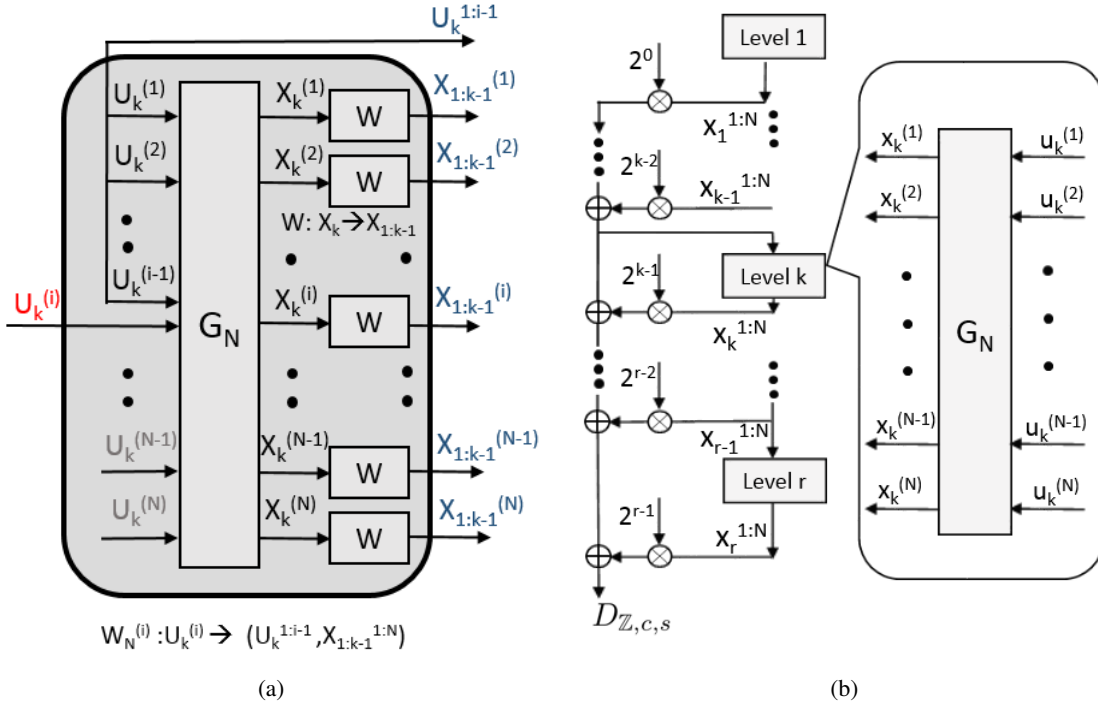 U_k^{1:i-1}
U_k^{(1)} X_k^{(1)} W X_{1:k-1}^{(1)}
U_k^{(2)} X_k^{(2)} W X_{1:k-1}^{(2)}
W: X_k → X_{1:k-1}
U_k^{(i-1)}
U_k^{(i)} G_N X_k^{(i)} W X_{1:k-1}^{(i)}
U_k^{(N-1)} X_k^{(N-1)} W X_{1:k-1}^{(N-1)}
U_k^{(N)} X_k^{(N)} W X_{1:k-1}^{(N)}
W_N^{(i)} :U_k^{(i)} → (U_k^{1:i-1} ,X_{1:k-1}^{1:N})
(a)
Level 1
2^0
x_1^{1:N}
2^{k-2}
x_{k-1}^{1:N}
2^{k-1} Level k
x_k^{1:N}
2^{r-2}
x_{r-1}^{1:N}
Level r
2^{r-1}
x_r^{1:N}
D_{ℤ,c,s}
x_k^{(1)} u_k^{(1)}
x_k^{(2)} u_k^{(2)}
G_N
x_k^{(N-1)} u_k^{(N-1)}
x_k^{(N)} u_k^{(N)}
(b)